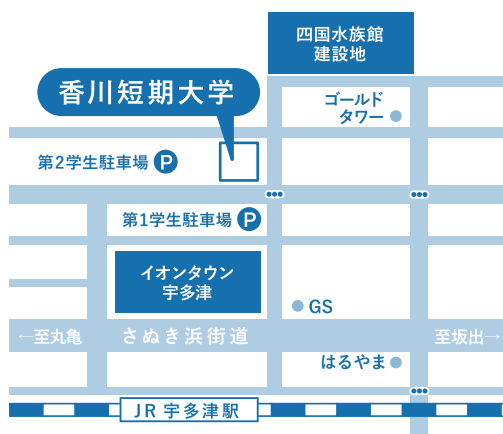 四国水族館
建設地
香川短期大学
ゴールド
タワー
第2学生駐車場 P
第1学生駐車場 P
イオンタウン
宇多津
GS
←至丸亀
さぬき浜街道
至坂出→
はるやま
JR 宇多津駅